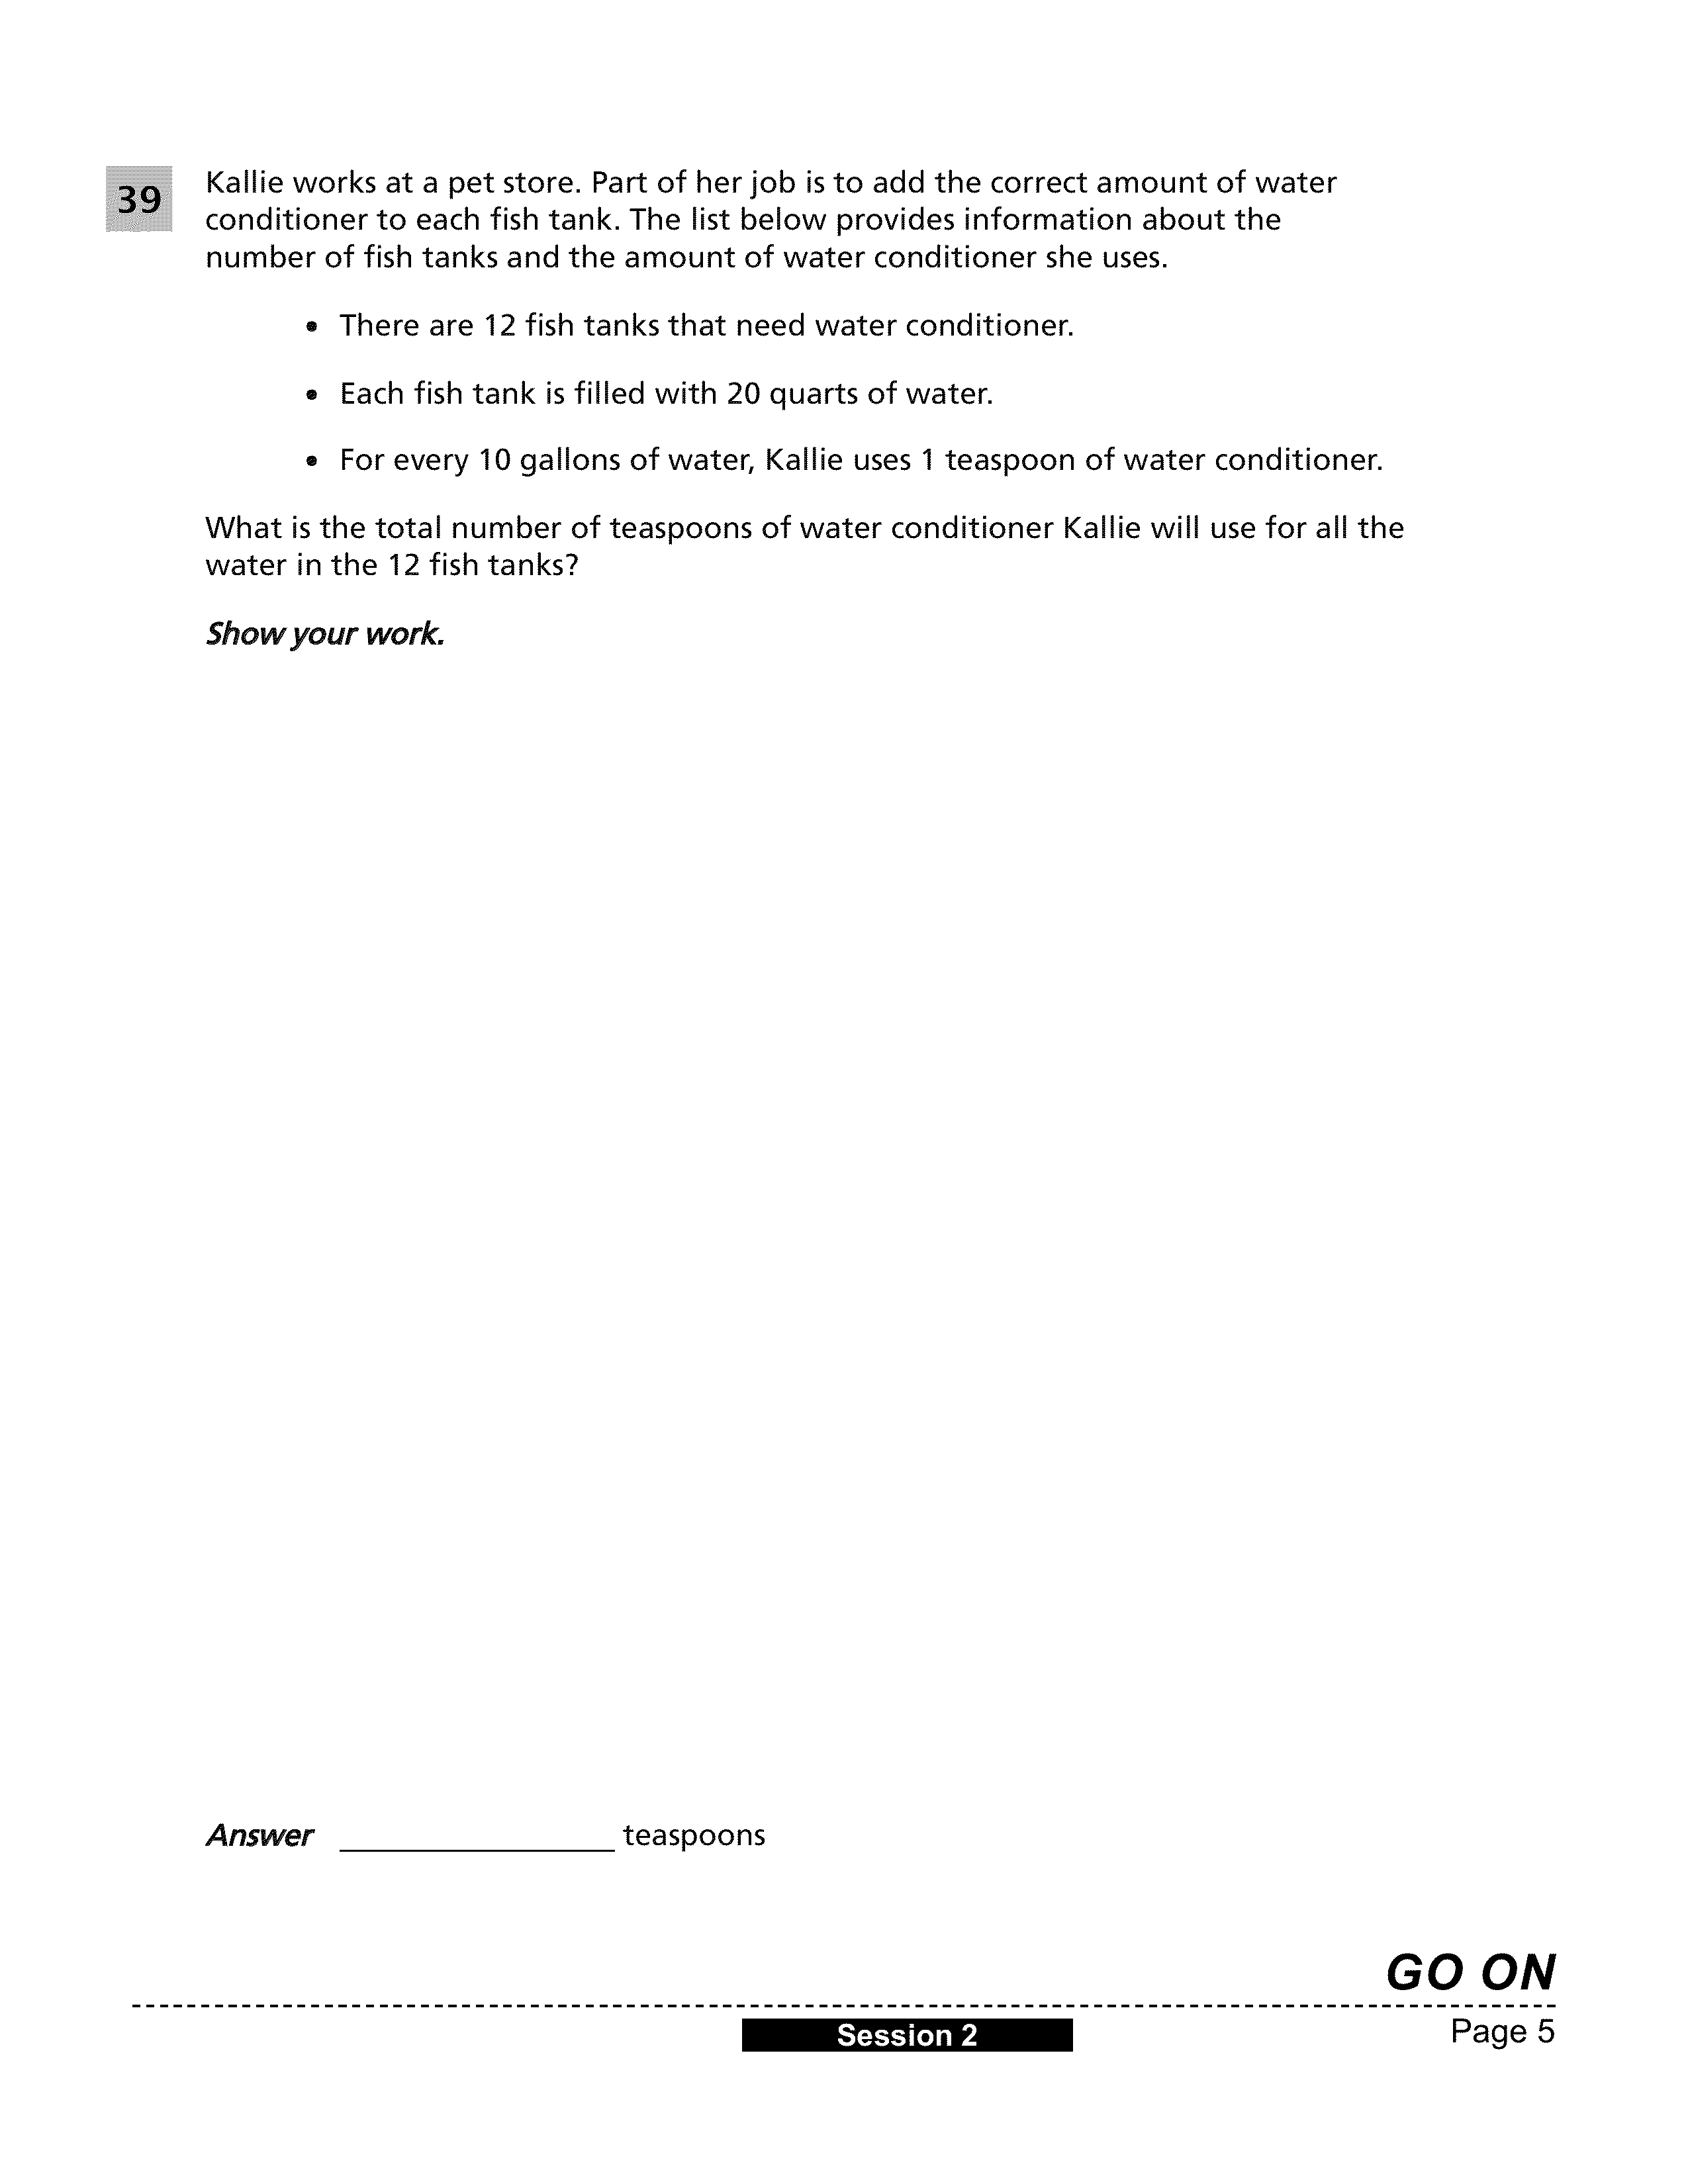 39
Kallie works at a pet store. Part of her job is to add the correct amount of water
conditioner to each fish tank. The list below provides information about the
number of fish tanks and the amount of water conditioner she uses.
• There are 12 fish tanks that need water conditioner.
• Each fish tank is filled with 20 quarts of water.
• For every 10 gallons of water, Kallie uses 1 teaspoon of water conditioner.
What is the total number of teaspoons of water conditioner Kallie will use for all the
water in the 12 fish tanks?
Show your work.
Answer ________________ teaspoons
GO ON
Session 2
Page 5